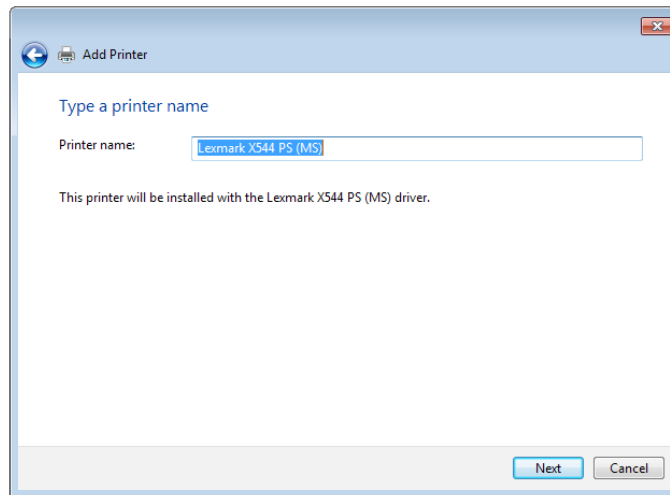 Add Printer
Type a printer name
Printer name: Lexmark X544 PS (MS)
This printer will be installed with the Lexmark X544 PS (MS) driver.
Next Cancel